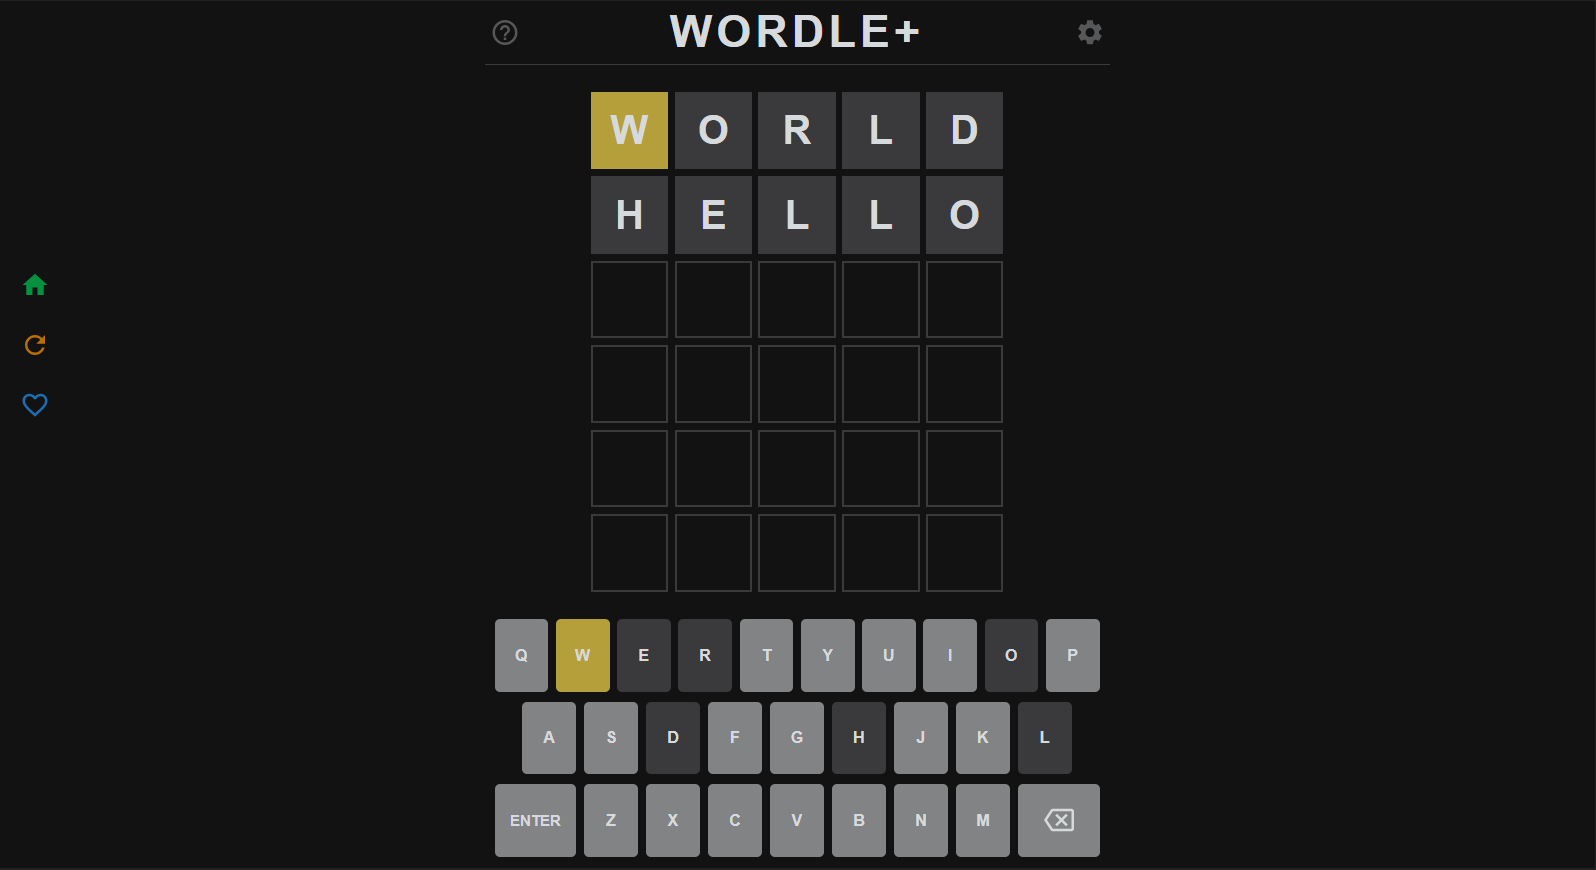 WORDLE+
W O R L D
H E L L O
Q W E R T Y U I O P
A S D F G H J K L
ENTER Z X C V B N M